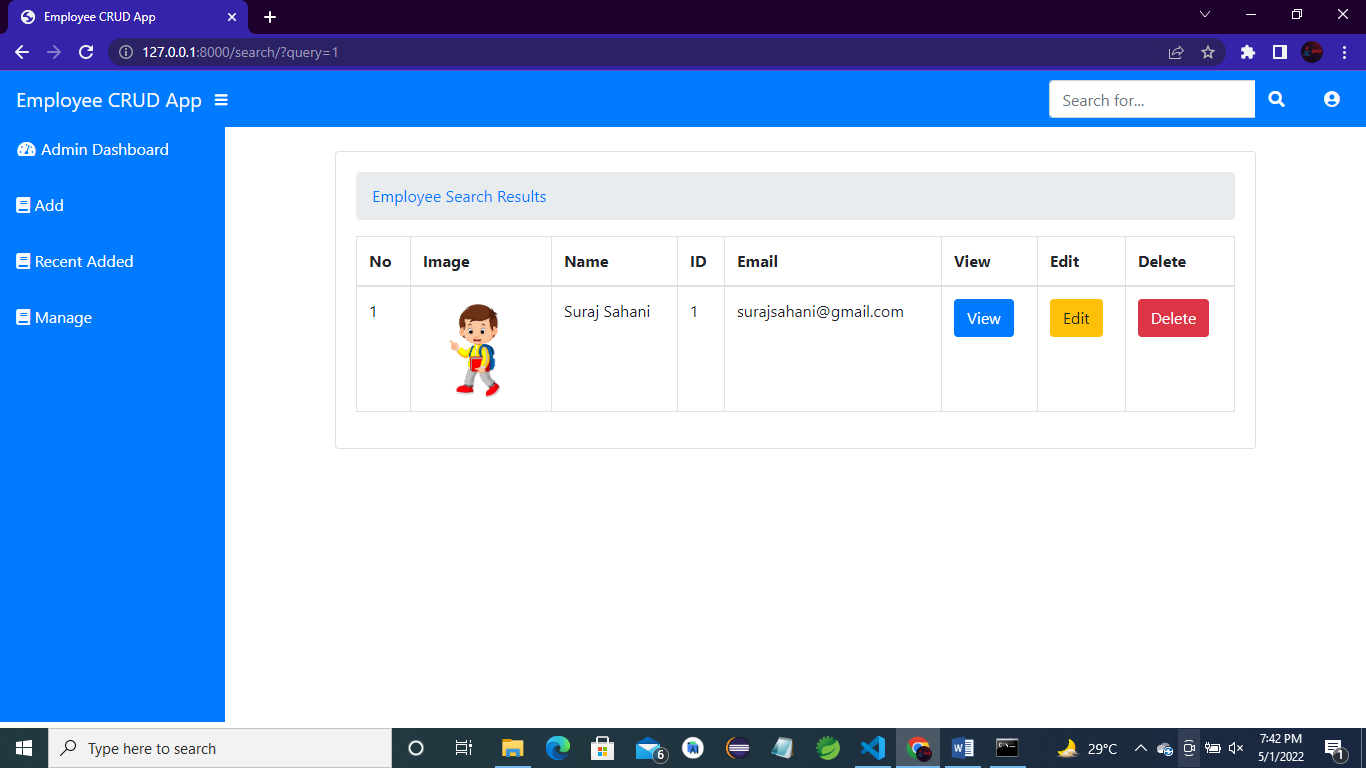 Employee CRUD App
127.0.0.1:8000/search/?query=1
Employee CRUD App
Search for...
Admin Dashboard
Add
Recent Added
Manage
Employee Search Results
No Image Name ID Email View Edit Delete
1 Suraj Sahani 1 surajsahani@gmail.com View Edit Delete
Type here to search
6
29°C
7:42 PM
5/1/2022
1